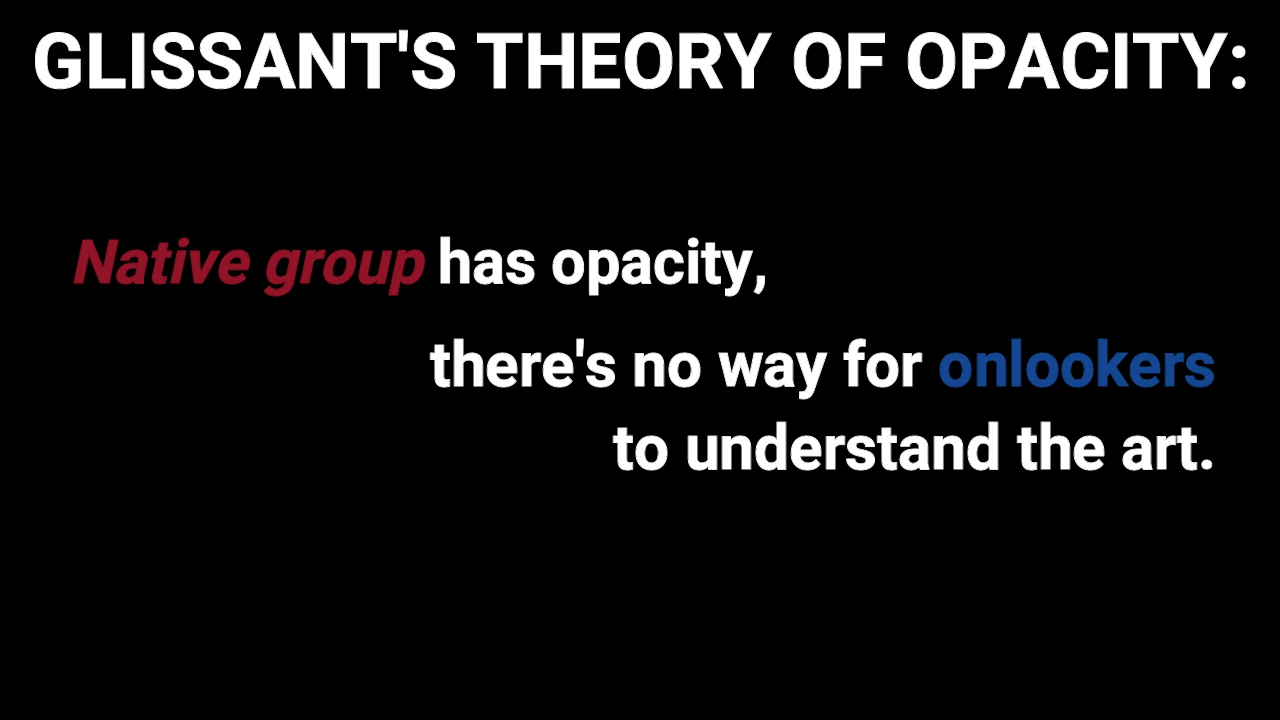 GLISSANT'S THEORY OF OPACITY:
Native group has opacity,
there's no way for onlookers
to understand the art.